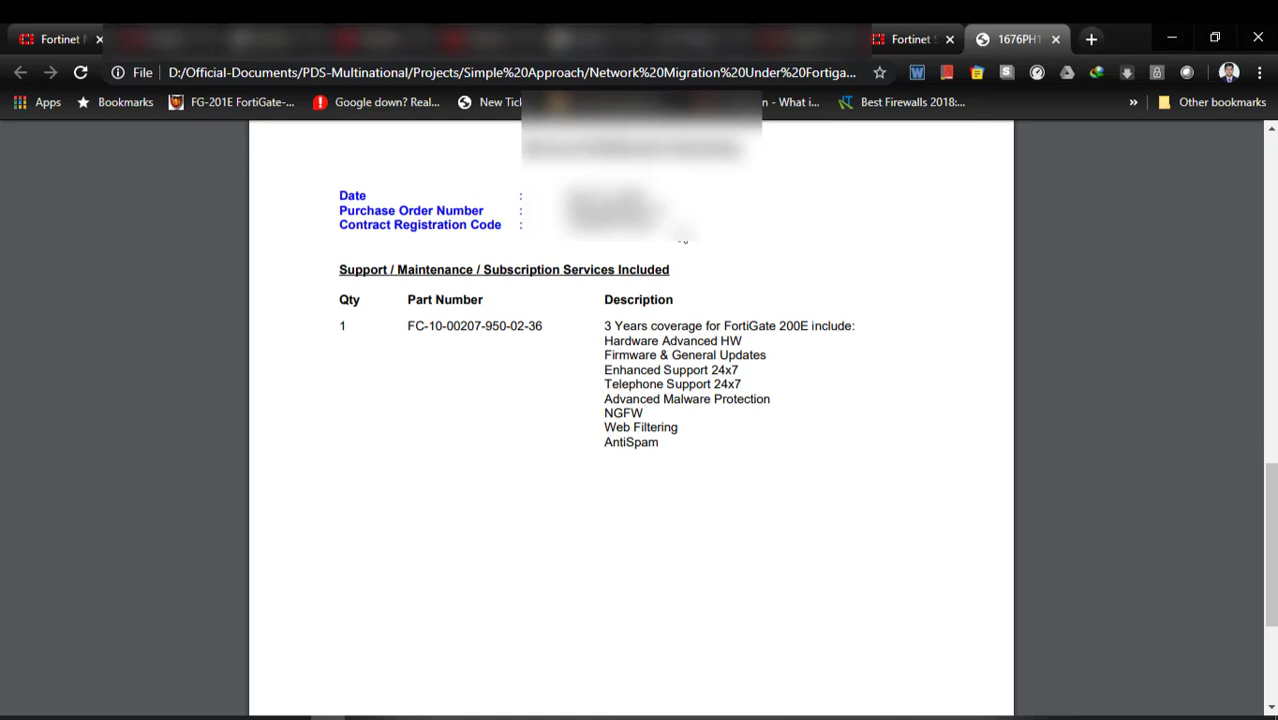 Fortinet
Fortinet
1676PH1
File
D:/Official-Documents/PDS-Multinational/Projects/Simple%20Approach/Network%20Migration%20Under%20Fortiga...
Apps
Bookmarks
FG-201E FortiGate-...
Google down? Real...
New Tic
n - What i...
Best Firewalls 2018:...
»
Other bookmarks
Date :
Purchase Order Number :
Contract Registration Code :
Support / Maintenance / Subscription Services Included
Qty Part Number Description
1 FC-10-00207-950-02-36 3 Years coverage for FortiGate 200E include:
Hardware Advanced HW
Firmware & General Updates
Enhanced Support 24x7
Telephone Support 24x7
Advanced Malware Protection
NGFW
Web Filtering
AntiSpam